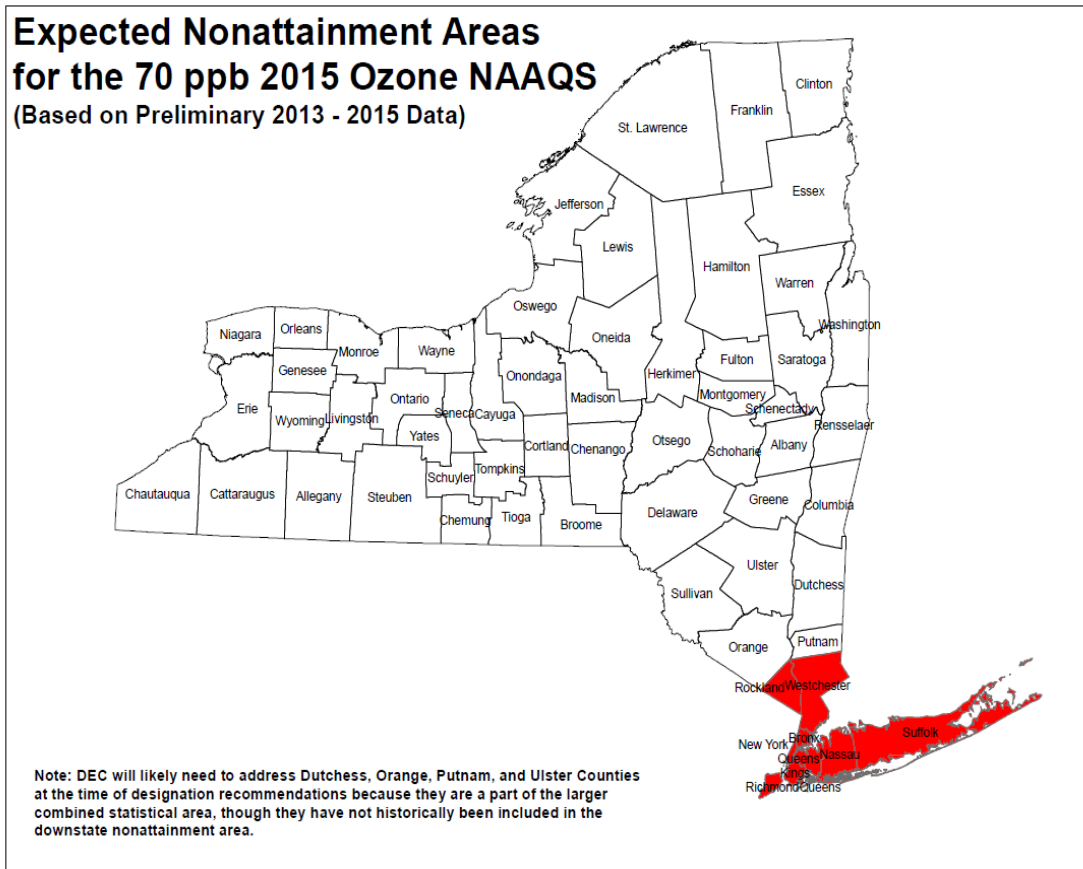 Expected Nonattainment Areas
for the 70 ppb 2015 Ozone NAAQS
(Based on Preliminary 2013 - 2015 Data)
Clinton
Franklin
St. Lawrence
Essex
Jefferson
Lewis
Hamilton
Warren
Oswego
Washington
Orleans
Niagara
Oneida
Monroe
Wayne
Fulton
Saratoga
Genesee
Onondaga
Herkimer
Montgomery
Madison
Ontario
Schenectady
Erie
Wyoming
Livingston
Seneca
Cayuga
Rensselaer
Yates
Otsego
Albany
Cortland
Chenango
Schoharie
Tompkins
Schuyler
Chautauqua
Cattaraugus
Allegany
Steuben
Greene
Columbia
Delaware
Chemung
Tioga
Broome
Ulster
Dutchess
Sullivan
Putnam
Orange
Rockland
Westchester
Suffolk
Bronx
New York
Nassau
Queens
Kings
Richmond
Queens
Note: DEC will likely need to address Dutchess, Orange, Putnam, and Ulster Counties
at the time of designation recommendations because they are a part of the larger
combined statistical area, though they have not historically been included in the
downstate nonattainment area.